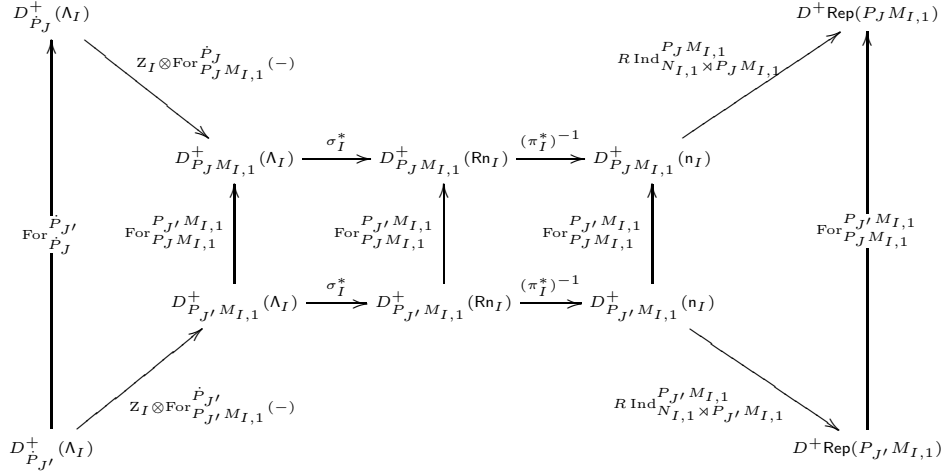 $D^+_{\dot{P}_J}(\Lambda_I)$ $D^+\mathsf{Rep}(P_J M_{I,1})$
$\mathrm{Z}_I \otimes \mathrm{For}^{\dot{P}_J}_{P_J M_{I,1}}(-)$ $R\,\mathrm{Ind}^{P_J M_{I,1}}_{N_{I,1} \rtimes P_J M_{I,1}}$
$D^+_{P_J M_{I,1}}(\Lambda_I)$ $\sigma_I^*$ $D^+_{P_J M_{I,1}}(\mathsf{Rn}_I)$ $(\pi_I^*)^{-1}$ $D^+_{P_J M_{I,1}}(\mathsf{n}_I)$
$\mathrm{For}^{\dot{P}_{J'}}_{\dot{P}_J}$ $\mathrm{For}^{P_{J'} M_{I,1}}_{P_J M_{I,1}}$ $\mathrm{For}^{P_{J'} M_{I,1}}_{P_J M_{I,1}}$ $\mathrm{For}^{P_{J'} M_{I,1}}_{P_J M_{I,1}}$ $\mathrm{For}^{P_{J'} M_{I,1}}_{P_J M_{I,1}}$
$D^+_{P_{J'} M_{I,1}}(\Lambda_I)$ $\sigma_I^*$ $D^+_{P_{J'} M_{I,1}}(\mathsf{Rn}_I)$ $(\pi_I^*)^{-1}$ $D^+_{P_{J'} M_{I,1}}(\mathsf{n}_I)$
$\mathrm{Z}_I \otimes \mathrm{For}^{\dot{P}_{J'}}_{P_{J'} M_{I,1}}(-)$ $R\,\mathrm{Ind}^{P_{J'} M_{I,1}}_{N_{I,1} \rtimes P_{J'} M_{I,1}}$
$D^+_{\dot{P}_{J'}}(\Lambda_I)$ $D^+\mathsf{Rep}(P_{J'} M_{I,1})$